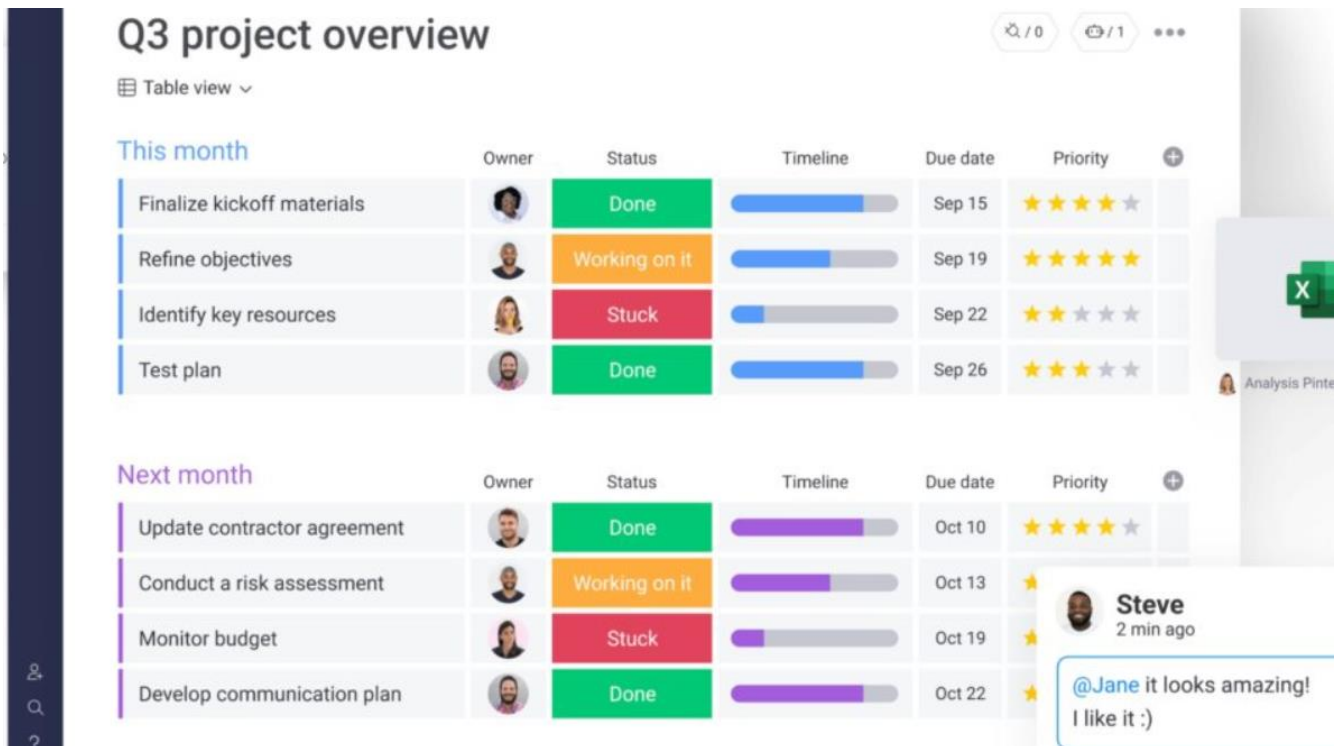 Q3 project overview
/ 0
/ 1
Table view
This month Owner Status Timeline Due date Priority
Finalize kickoff materials Done Sep 15
Refine objectives Working on it Sep 19
Identify key resources Stuck Sep 22
Test plan Done Sep 26
X
Analysis Pinte
Next month Owner Status Timeline Due date Priority
Update contractor agreement Done Oct 10
Conduct a risk assessment Working on it Oct 13
Monitor budget Stuck Oct 19
Develop communication plan Done Oct 22
Steve
2 min ago
@Jane it looks amazing!
I like it :)
?